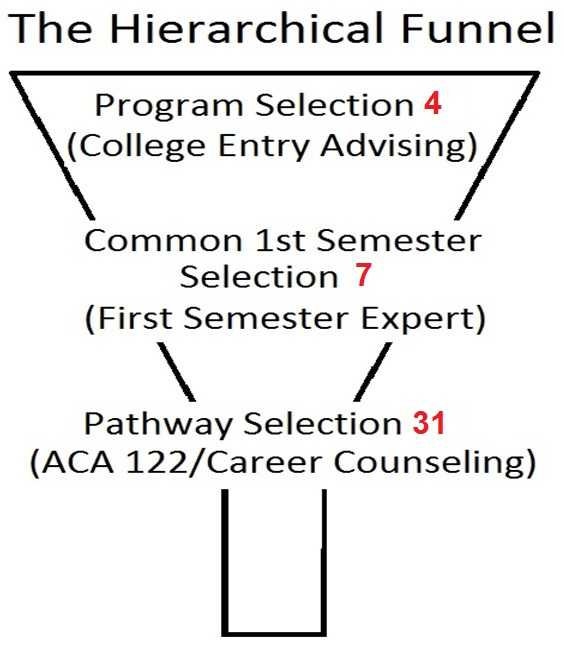 The Hierarchical Funnel
Program Selection 4
(College Entry Advising)
Common 1st Semester
Selection 7
(First Semester Expert)
Pathway Selection 31
(ACA 122/Career Counseling)